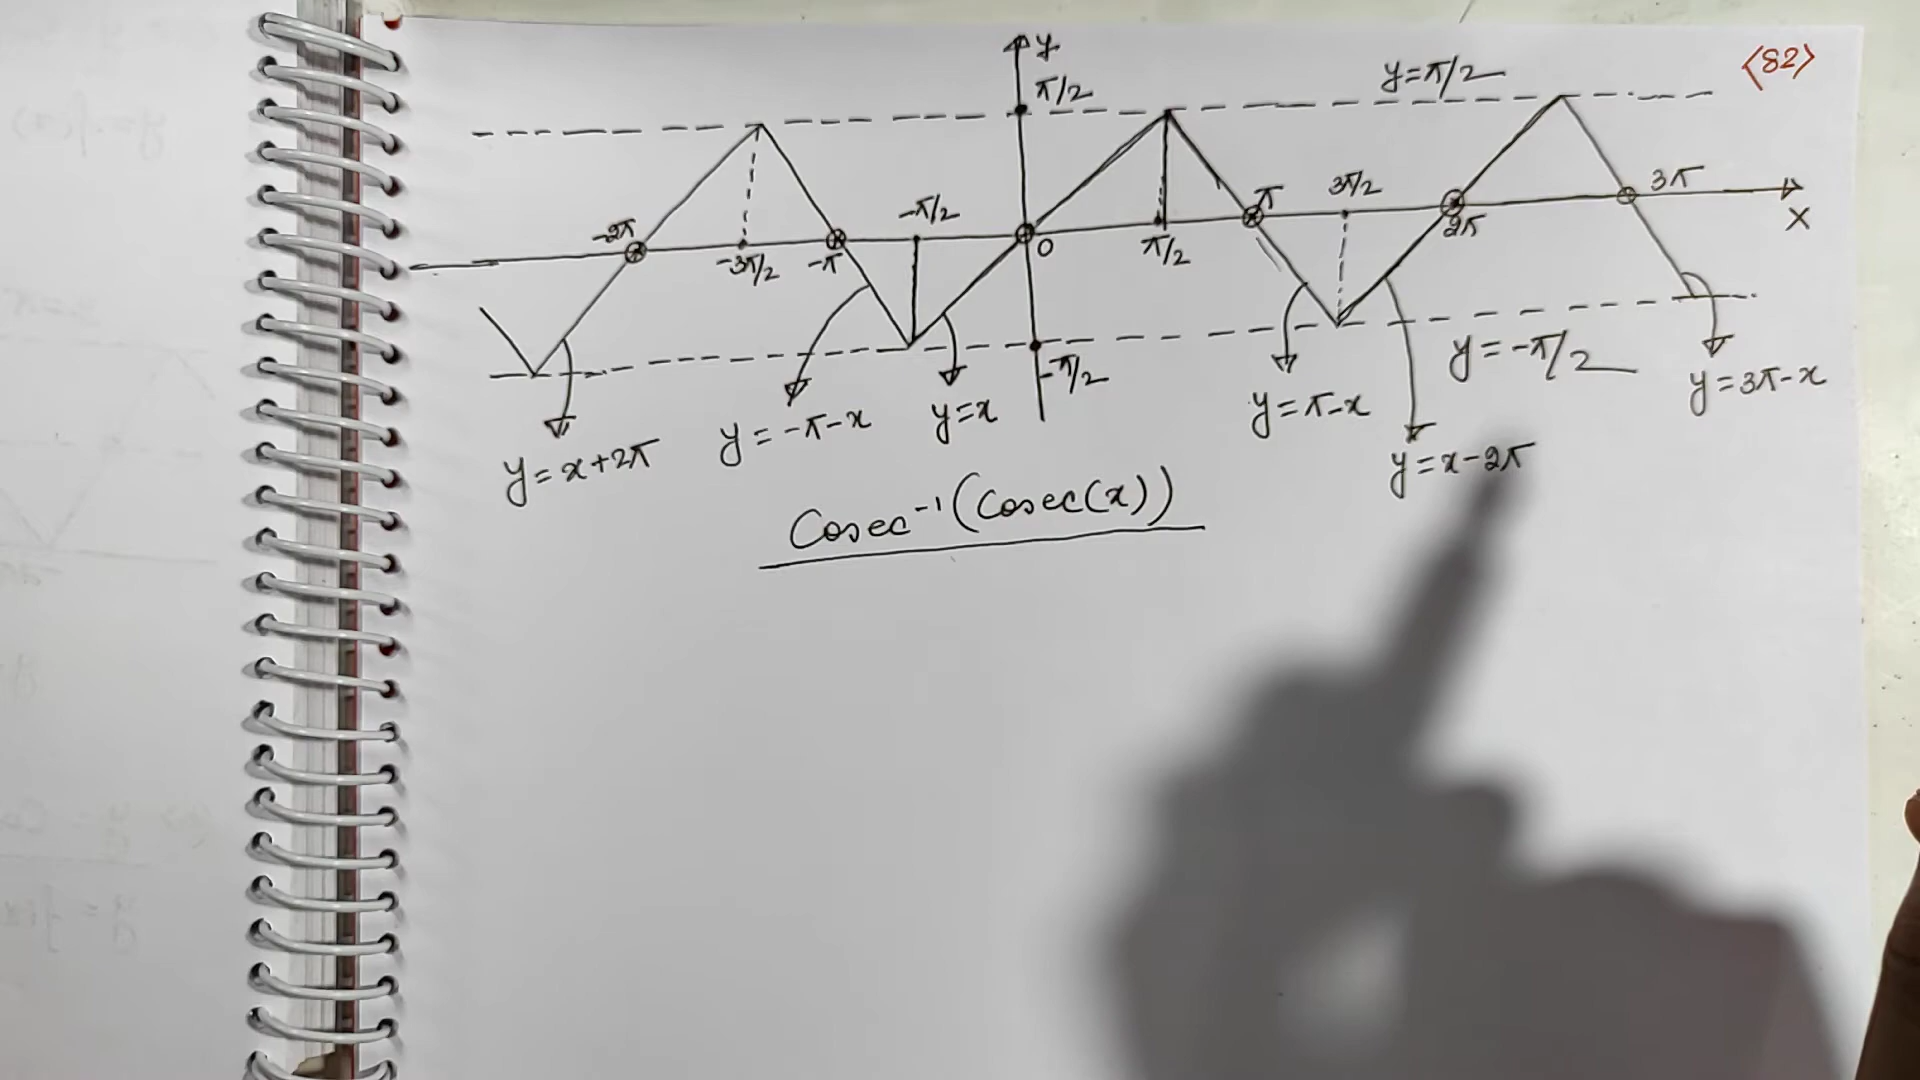 <82>
y
π/2
y=π/2
3π
-2π
-π/2
π
3π/2
X
-3π/2
-π
0
π/2
2π
-π/2
y=-π/2
y=x+2π
y=-π-x
y=x
y=π-x
y=x-2π
y=3π-x
Cosec⁻¹(Cosec(x))